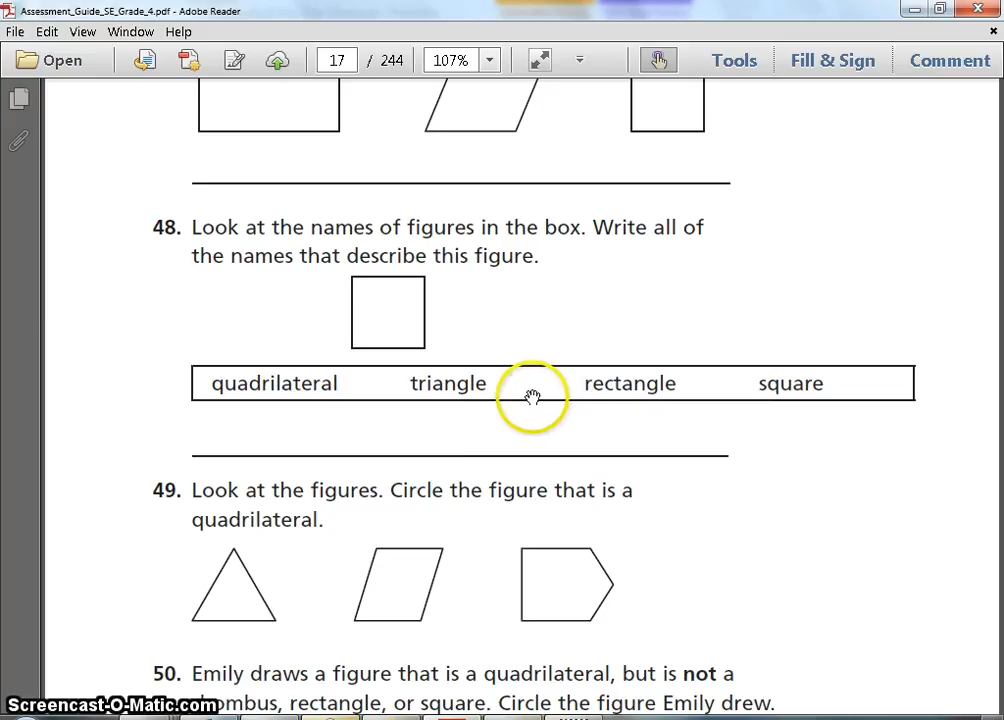 Assessment_Guide_SE_Grade_4.pdf - Adobe Reader
File Edit View Window Help
Open 17 / 244 107% Tools Fill & Sign Comment
48. Look at the names of figures in the box. Write all of
the names that describe this figure.
quadrilateral triangle rectangle square
49. Look at the figures. Circle the figure that is a
quadrilateral.
50. Emily draws a figure that is a quadrilateral, but is not a
rhombus, rectangle, or square. Circle the figure Emily drew.
Screencast-O-Matic.com